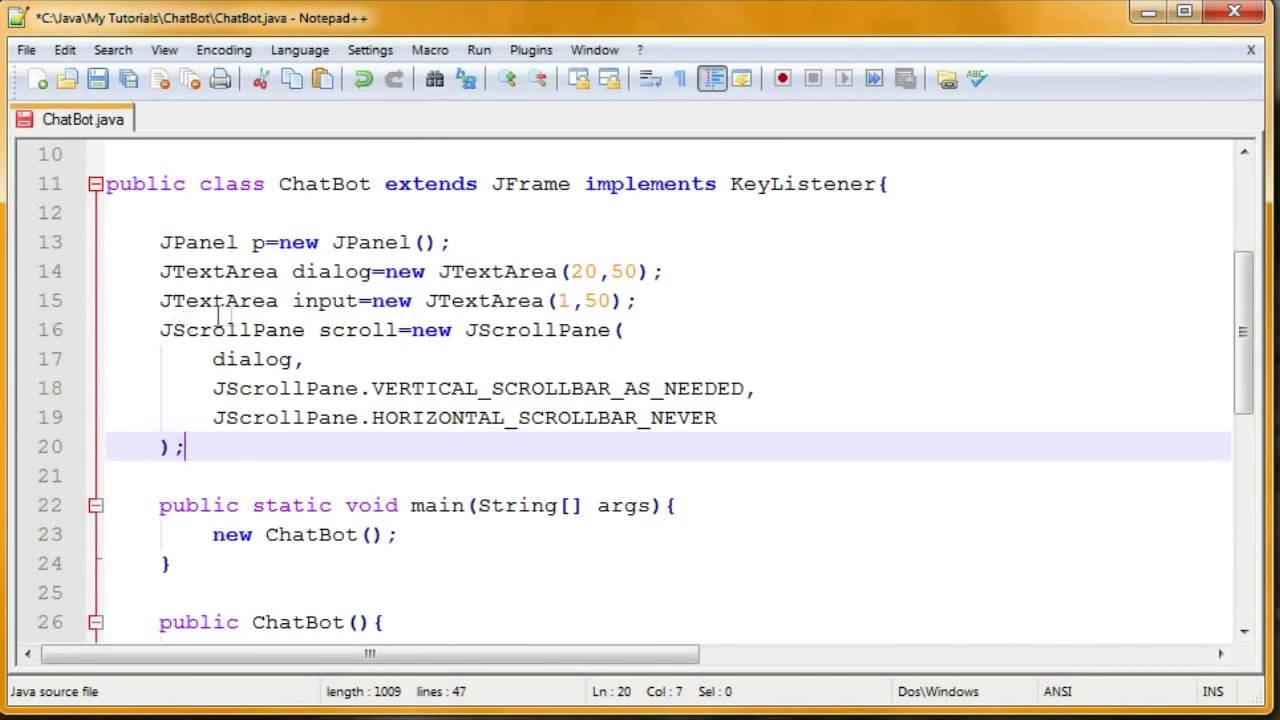 *C:\Java\My Tutorials\ChatBot\ChatBot.java - Notepad++
File Edit Search View Encoding Language Settings Macro Run Plugins Window ? X
ABC
ChatBot.java
10
11 public class ChatBot extends JFrame implements KeyListener{
12
13 JPanel p=new JPanel();
14 JTextArea dialog=new JTextArea(20,50);
15 JTextArea input=new JTextArea(1,50);
16 JScrollPane scroll=new JScrollPane(
17 dialog,
18 JScrollPane.VERTICAL_SCROLLBAR_AS_NEEDED,
19 JScrollPane.HORIZONTAL_SCROLLBAR_NEVER
20 );
21
22 public static void main(String[] args){
23 new ChatBot();
24 }
25
26 public ChatBot(){
Java source file length : 1009 lines : 47 Ln : 20 Col : 7 Sel : 0 Dos\Windows ANSI INS